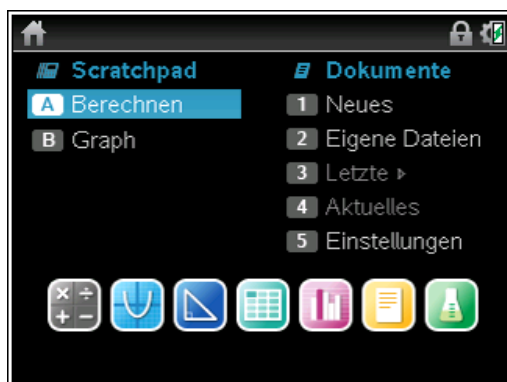 Scratchpad
A Berechnen
B Graph
Dokumente
1 Neues
2 Eigene Dateien
3 Letzte ▸
4 Aktuelles
5 Einstellungen